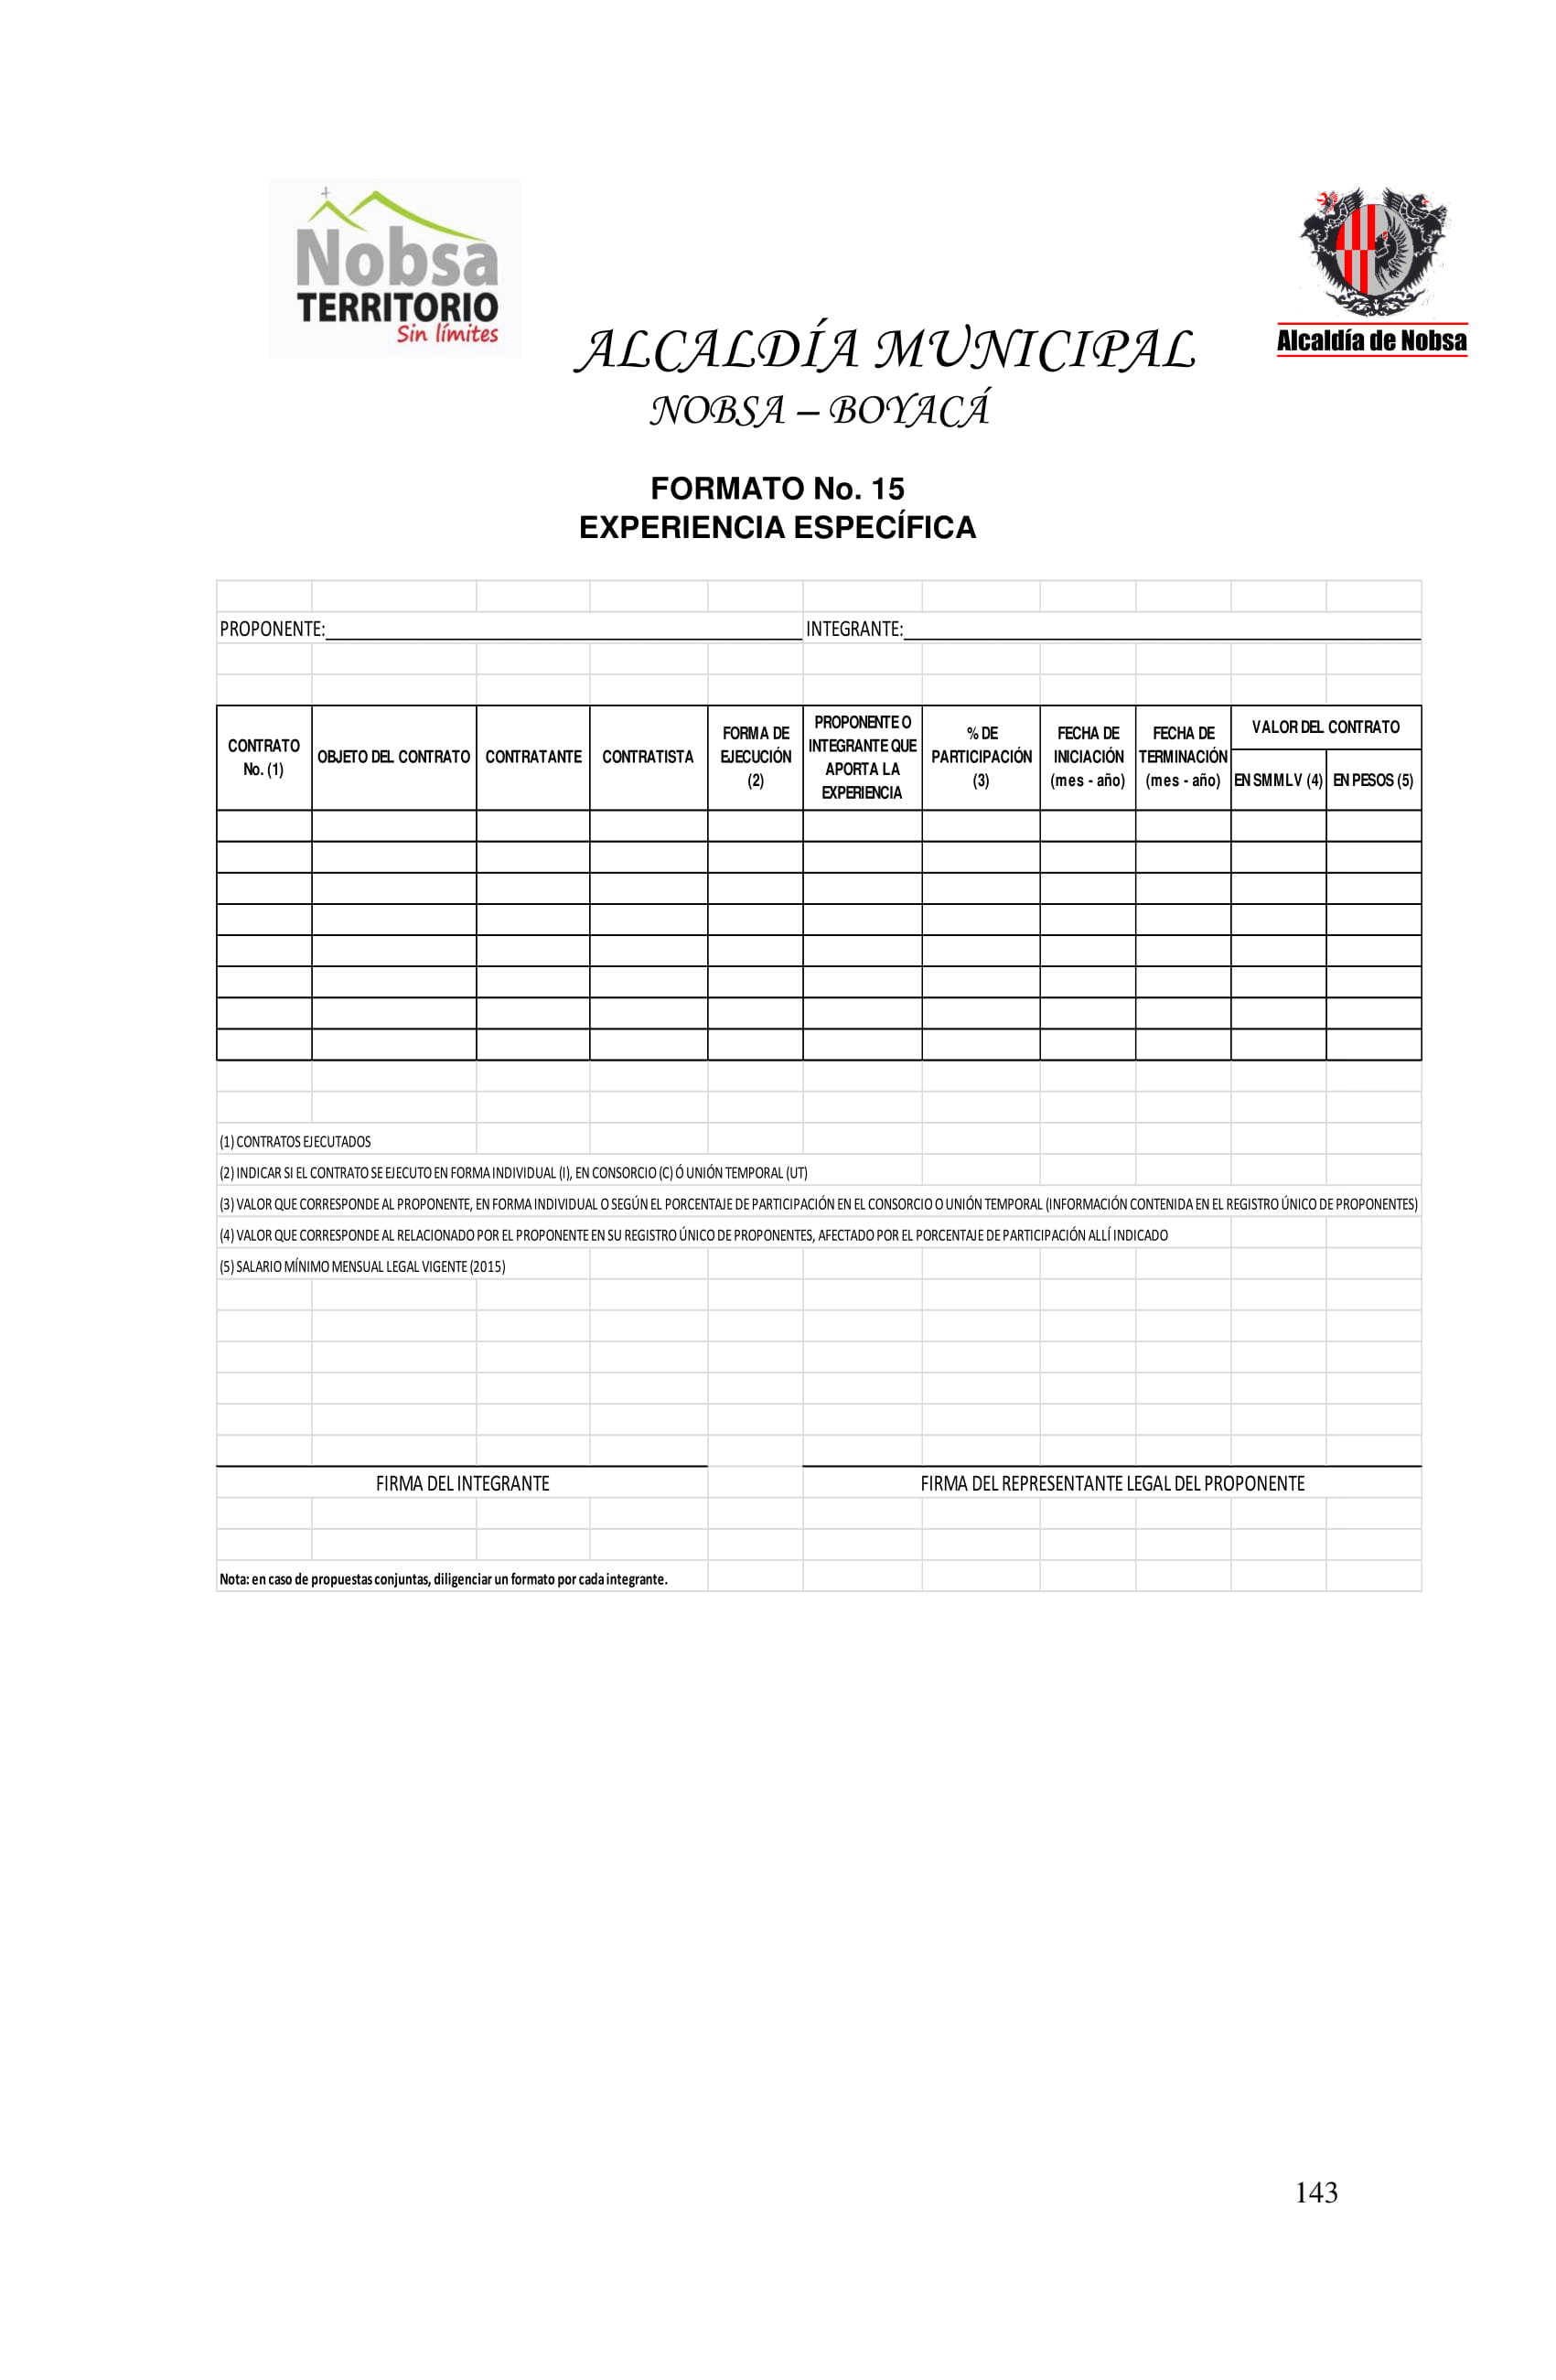 Nobsa
TERRITORIO
Sin límites
Alcaldía de Nobsa
ALCALDÍA MUNICIPAL
NOBSA – BOYACÁ
FORMATO No. 15
EXPERIENCIA ESPECÍFICA
PROPONENTE: INTEGRANTE:
CONTRATO
No. (1)
OBJETO DEL CONTRATO
CONTRATANTE
CONTRATISTA
FORMA DE
EJECUCIÓN
(2)
PROPONENTE O
INTEGRANTE QUE
APORTA LA
EXPERIENCIA
% DE
PARTICIPACIÓN
(3)
FECHA DE
INICIACIÓN
(mes - año)
FECHA DE
TERMINACIÓN
(mes - año)
VALOR DEL CONTRATO
EN SMMLV (4)
EN PESOS (5)
(1) CONTRATOS EJECUTADOS
(2) INDICAR SI EL CONTRATO SE EJECUTO EN FORMA INDIVIDUAL (I), EN CONSORCIO (C) Ó UNIÓN TEMPORAL (UT)
(3) VALOR QUE CORRESPONDE AL PROPONENTE, EN FORMA INDIVIDUAL O SEGÚN EL PORCENTAJE DE PARTICIPACIÓN EN EL CONSORCIO O UNIÓN TEMPORAL (INFORMACIÓN CONTENIDA EN EL REGISTRO ÚNICO DE PROPONENTES)
(4) VALOR QUE CORRESPONDE AL RELACIONADO POR EL PROPONENTE EN SU REGISTRO ÚNICO DE PROPONENTES, AFECTADO POR EL PORCENTAJE DE PARTICIPACIÓN ALLÍ INDICADO
(5) SALARIO MÍNIMO MENSUAL LEGAL VIGENTE (2015)
FIRMA DEL INTEGRANTE FIRMA DEL REPRESENTANTE LEGAL DEL PROPONENTE
Nota: en caso de propuestas conjuntas, diligenciar un formato por cada integrante.
143